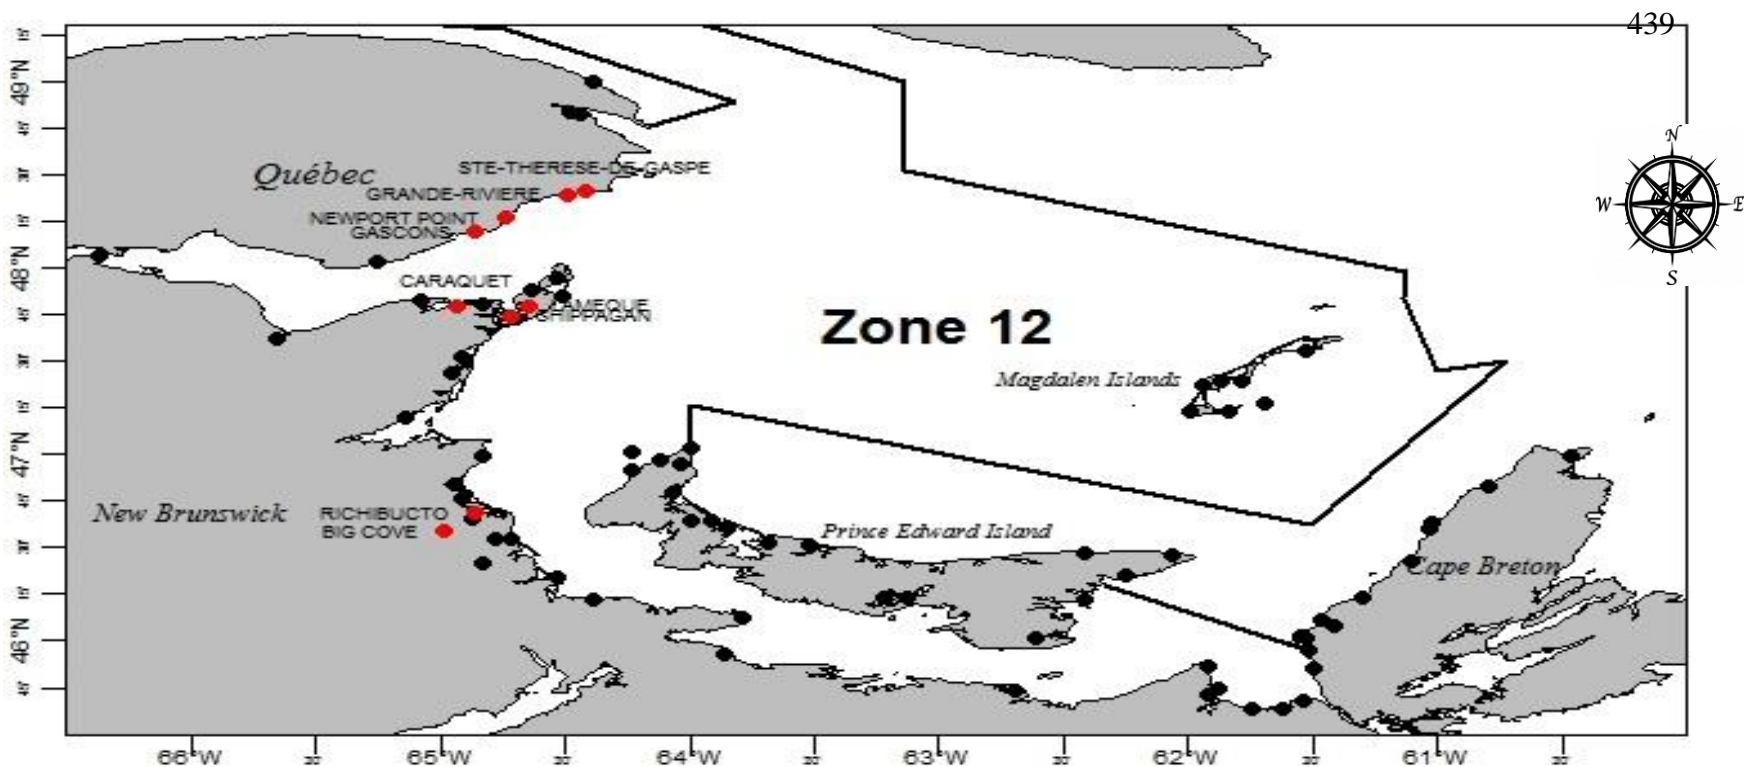 439
49°N
N
STE-THERESE-DE-GASPE
Québec
GRANDE-RIVIERE
W
E
NEWPORT POINT
GASCONS
48°N
S
CARAQUET
AMEQUE
SHIPPAGAN
Zone 12
Magdalen Islands
47°N
New Brunswick
RICHIBUCTO
BIG COVE
Prince Edward Island
Cape Breton
46°N
66°W
65°W
64°W
63°W
62°W
61°W